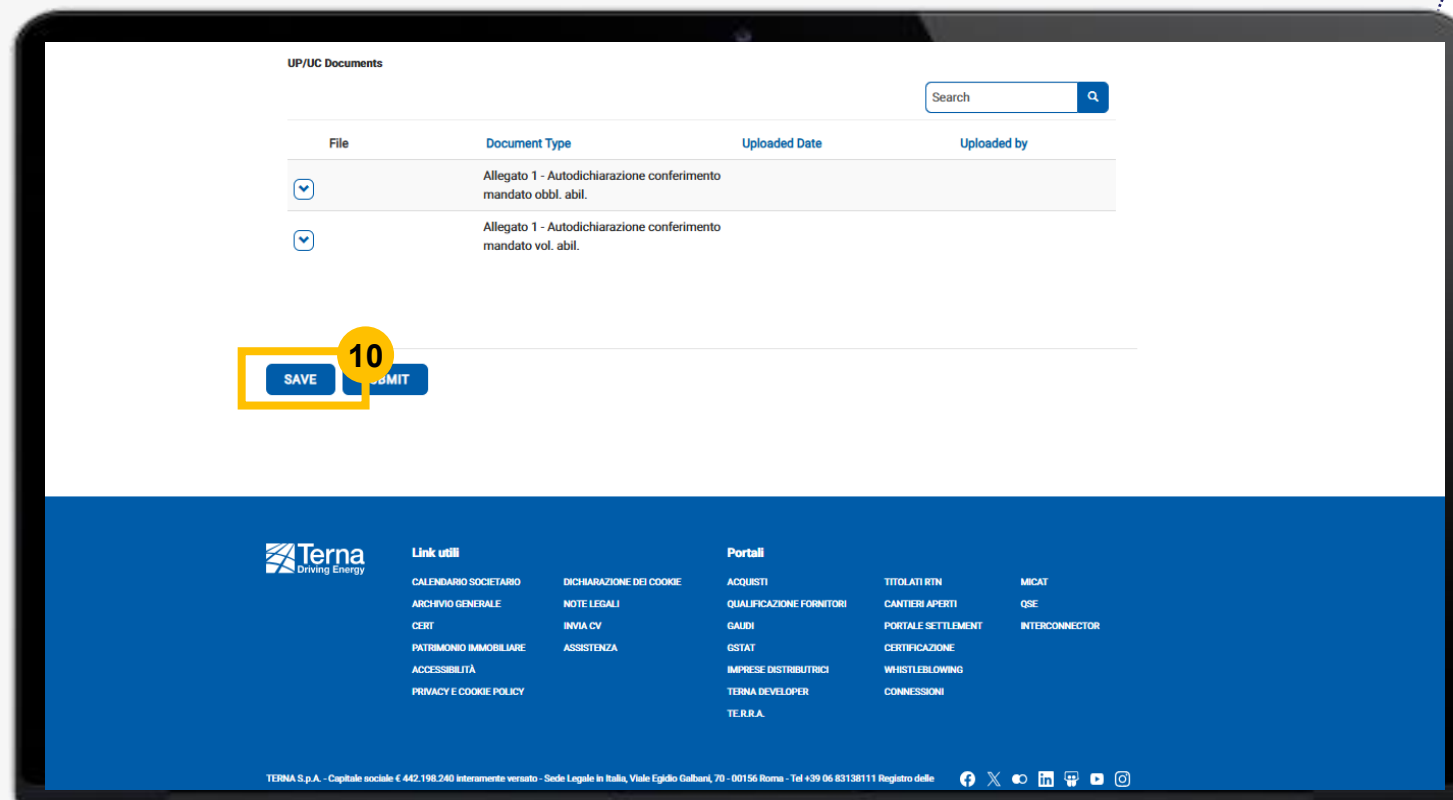 UP/UC Documents
Search
File Document Type Uploaded Date Uploaded by
Allegato 1 - Autodichiarazione conferimento
mandato obbl. abil.
Allegato 1 - Autodichiarazione conferimento
mandato vol. abil.
10
SAVE
Terna
Driving Energy
Link utili
CALENDARIO SOCIETARIO
ARCHIVIO GENERALE
CERT
PATRIMONIO IMMOBILIARE
ACCESSIBILITÀ
PRIVACY E COOKIE POLICY
DICHIARAZIONE DEI COOKIE
NOTE LEGALI
INVIA CV
ASSISTENZA
Portali
ACQUISTI
QUALIFICAZIONE FORNITORI
GAUDI
GSTAT
IMPRESE DISTRIBUTRICI
TERNA DEVELOPER
TE.R.R.A.
TITOLATI RTN
CANTIERI APERTI
PORTALE SETTLEMENT
CERTIFICAZIONE
WHISTLEBLOWING
CONNESSIONI
MICAT
QSE
INTERCONNECTOR
TERNA S.p.A. - Capitale sociale € 442.198.240 interamente versato - Sede Legale in Italia, Viale Egidio Galbani, 70 - 00156 Roma - Tel +39 06 83138111 Registro delle